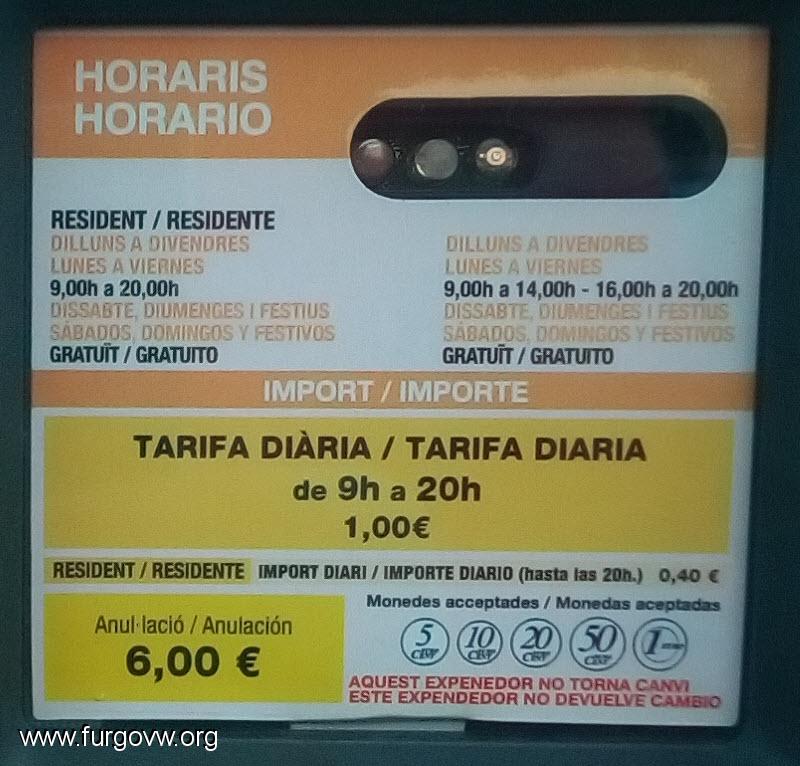 HORARIS
HORARIO
RESIDENT / RESIDENTE
DILLUNS A DIVENDRES
LUNES A VIERNES
9,00h a 20,00h
DISSABTE, DIUMENGES I FESTIUS
SÁBADOS, DOMINGOS Y FESTIVOS
GRATUÏT / GRATUITO
DILLUNS A DIVENDRES
LUNES A VIERNES
9,00h a 14,00h - 16,00h a 20,00h
DISSABTE, DIUMENGES I FESTIUS
SÁBADOS, DOMINGOS Y FESTIVOS
GRATUÏT / GRATUITO
IMPORT / IMPORTE
TARIFA DIÀRIA / TARIFA DIARIA
de 9h a 20h
1,00€
RESIDENT / RESIDENTE IMPORT DIARI / IMPORTE DIARIO (hasta las 20h.) 0,40 €
Anul·lació / Anulación
6,00 €
Monedes acceptades / Monedas aceptadas
5 10 20 50 1
AQUEST EXPENEDOR NO TORNA CANVI
ESTE EXPENDEDOR NO DEVUELVE CAMBIO
www.furgovw.org